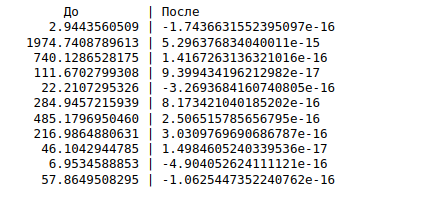 До | После
2.9443560509 | -1.7436631552395097e-16
1974.7408789613 | 5.296376834040011e-15
740.1286528175 | 1.4167263136321016e-16
111.6702799308 | 9.399434196212982e-17
22.2107295326 | -3.2693684160740805e-16
284.9457215939 | 8.173421040185202e-16
485.1796950460 | 2.506515785656795e-16
216.9864880631 | 3.0309769690686787e-16
46.1042944785 | 1.4984605240339536e-17
6.9534588853 | -4.904052624111121e-16
57.8649508295 | -1.0625447352240762e-16